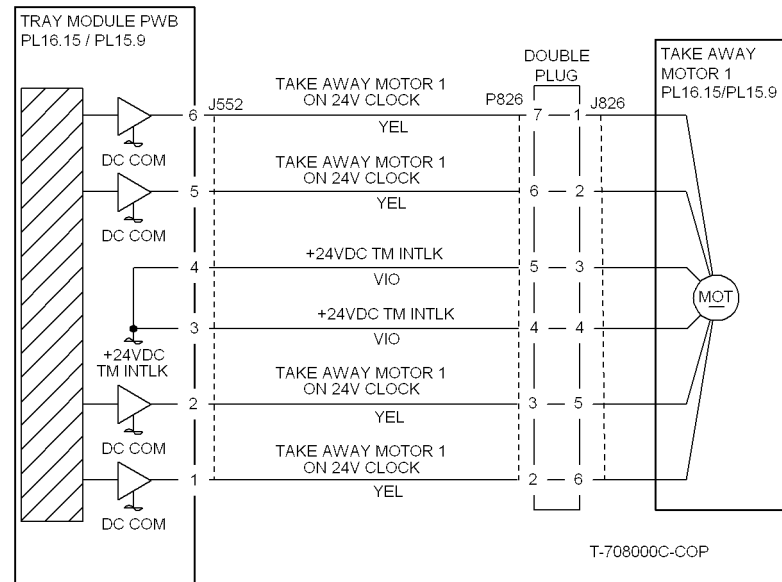 TRAY MODULE PWB
PL16.15 / PL15.9
DOUBLE
PLUG
TAKE AWAY
MOTOR 1
PL16.15/PL15.9
J552
P826
J826
TAKE AWAY MOTOR 1
ON 24V CLOCK
6
YEL
7
1
DC COM
TAKE AWAY MOTOR 1
ON 24V CLOCK
5
YEL
6
2
DC COM
+24VDC TM INTLK
4
VIO
5
3
MOT
+24VDC TM INTLK
3
VIO
4
4
+24VDC
TM INTLK
TAKE AWAY MOTOR 1
ON 24V CLOCK
2
YEL
3
5
DC COM
TAKE AWAY MOTOR 1
ON 24V CLOCK
1
YEL
2
6
DC COM
T-708000C-COP